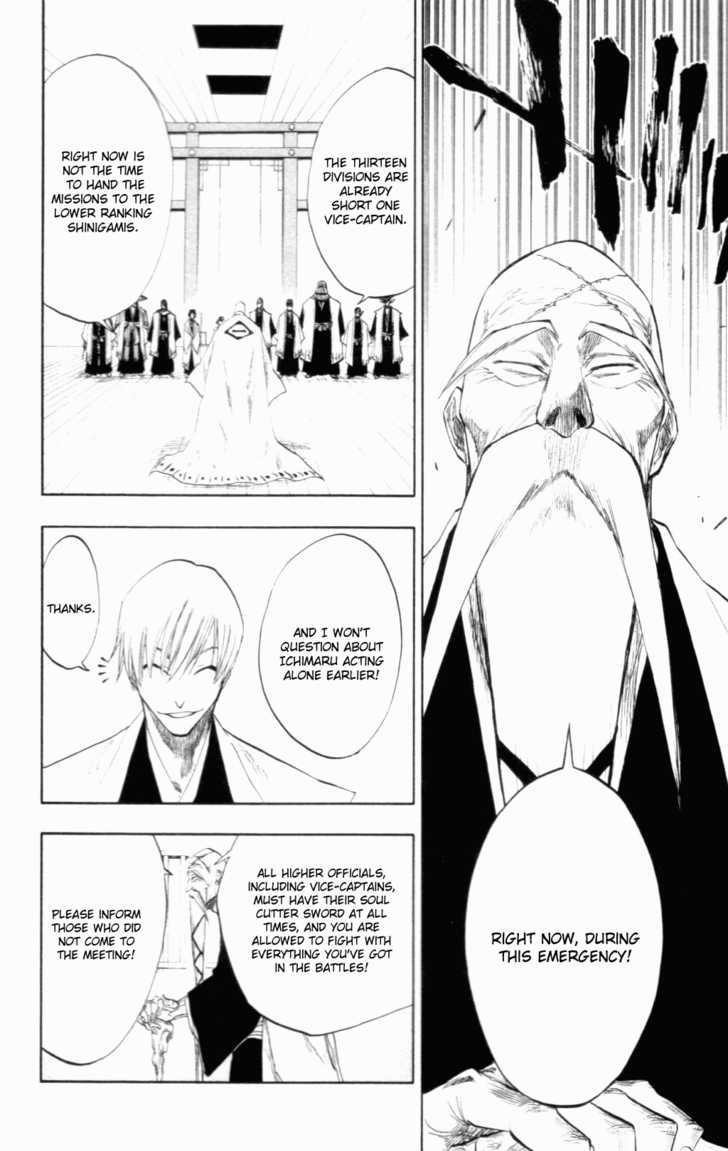 RIGHT NOW, DURING
THIS EMERGENCY!
THE THIRTEEN
DIVISIONS ARE
ALREADY
SHORT ONE
VICE-CAPTAIN.
RIGHT NOW IS
NOT THE TIME
TO HAND THE
MISSIONS TO THE
LOWER RANKING
SHINIGAMIS.
AND I WON'T
QUESTION ABOUT
ICHIMARU ACTING
ALONE EARLIER!
THANKS.
ALL HIGHER OFFICIALS,
INCLUDING VICE-CAPTAINS,
MUST HAVE THEIR SOUL
CUTTER SWORD AT ALL
TIMES, AND YOU ARE
ALLOWED TO FIGHT WITH
EVERYTHING YOU'VE GOT
IN THE BATTLES!
PLEASE INFORM
THOSE WHO DID
NOT COME TO
THE MEETING!